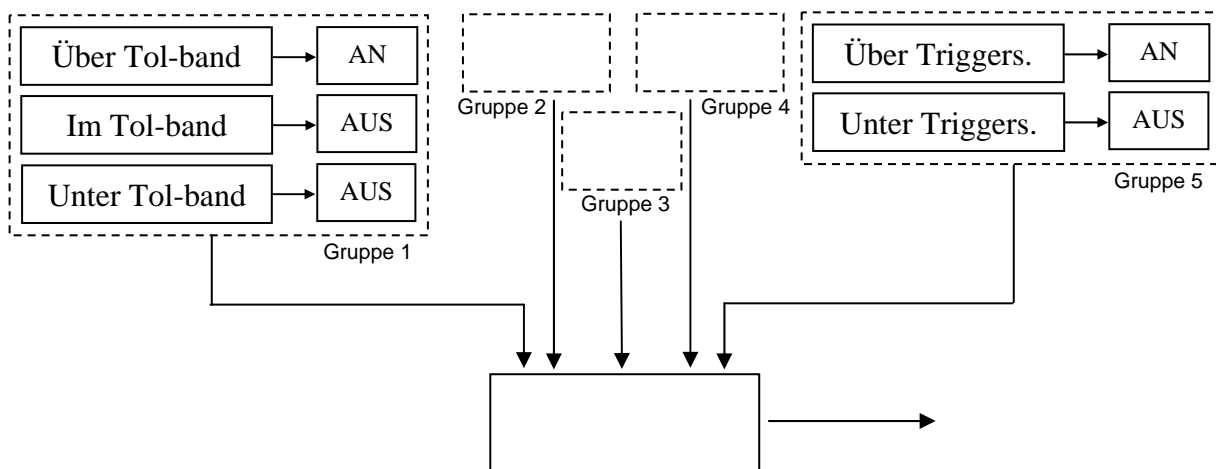 Über Tol-band
AN
Im Tol-band
AUS
Unter Tol-band
AUS
Gruppe 1
Gruppe 2
Gruppe 3
Gruppe 4
Über Triggers.
AN
Unter Triggers.
AUS
Gruppe 5